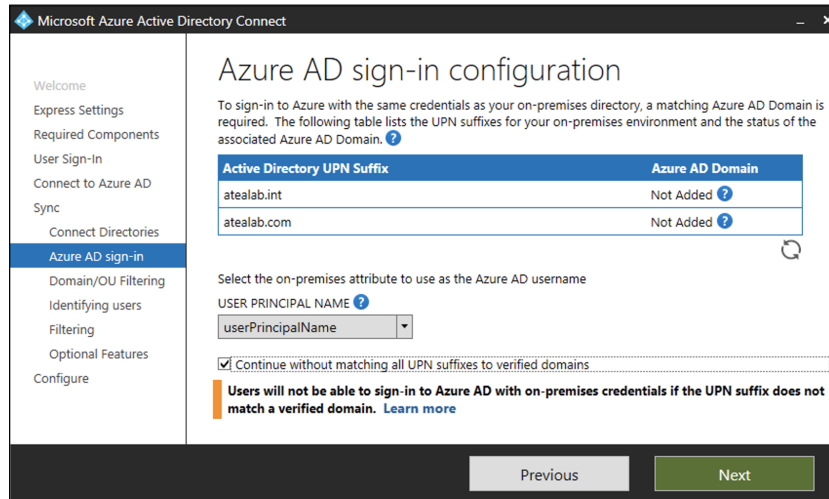 Microsoft Azure Active Directory Connect
Welcome
Express Settings
Required Components
User Sign-In
Connect to Azure AD
Sync
Connect Directories
Azure AD sign-in
Domain/OU Filtering
Identifying users
Filtering
Optional Features
Configure
Azure AD sign-in configuration
To sign-in to Azure with the same credentials as your on-premises directory, a matching Azure AD Domain is
required. The following table lists the UPN suffixes for your on-premises environment and the status of the
associated Azure AD Domain. ?
Active Directory UPN Suffix Azure AD Domain
atealab.int Not Added ?
atealab.com Not Added ?
Select the on-premises attribute to use as the Azure AD username
USER PRINCIPAL NAME ?
userPrincipalName
Continue without matching all UPN suffixes to verified domains
Users will not be able to sign-in to Azure AD with on-premises credentials if the UPN suffix does not
match a verified domain. Learn more
Previous Next